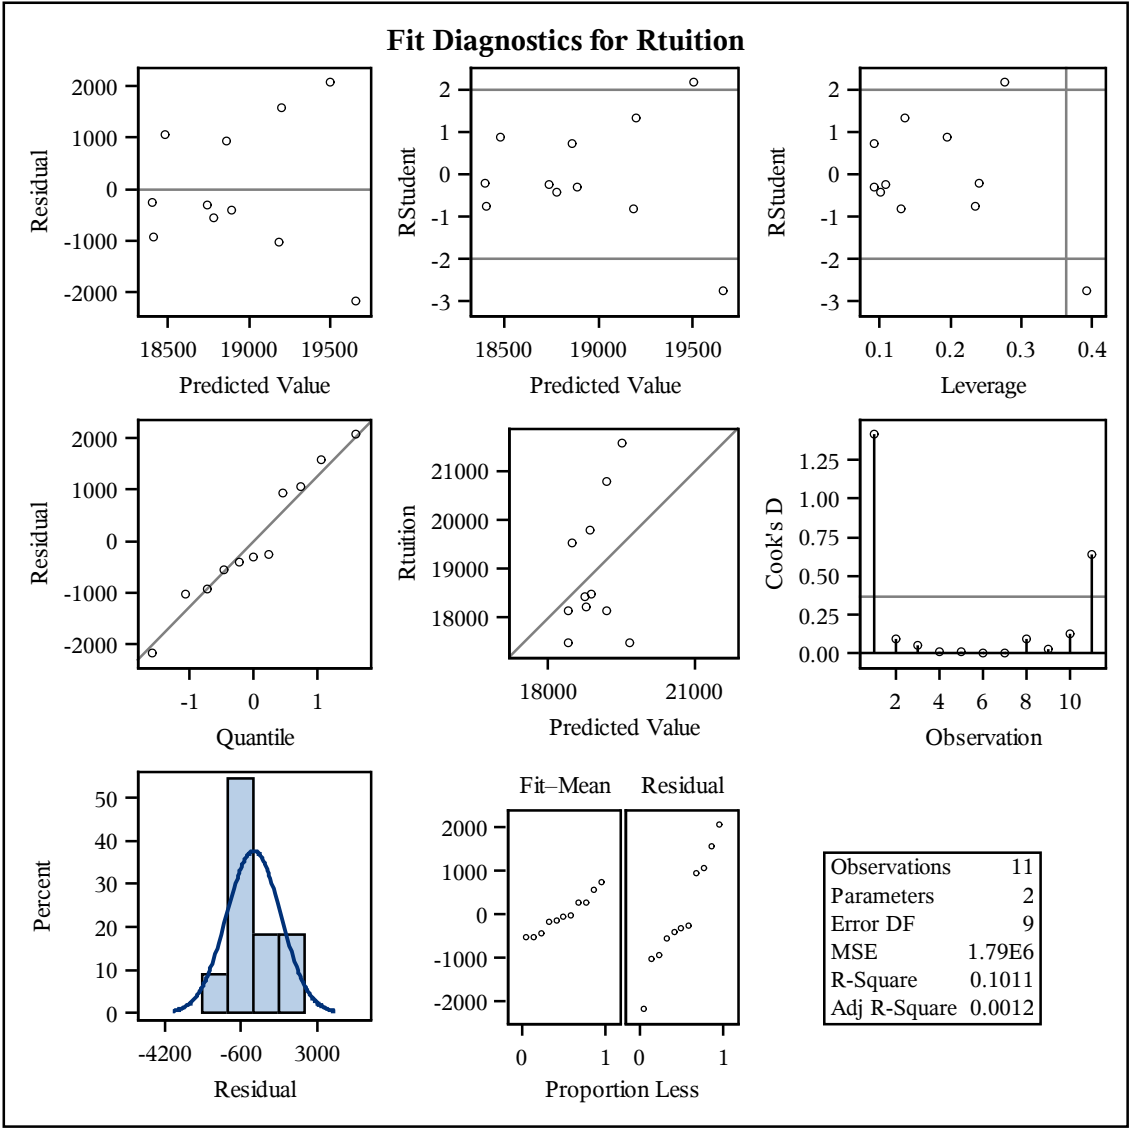 Fit Diagnostics for Rtuition
Residual
2000
1000
0
-1000
-2000
18500 19000 19500
Predicted Value
RStudent
2
1
0
-1
-2
-3
18500 19000 19500
Predicted Value
RStudent
2
1
0
-1
-2
-3
0.1 0.2 0.3 0.4
Leverage
Residual
2000
1000
0
-1000
-2000
-1 0 1
Quantile
Rtuition
21000
20000
19000
18000
18000 21000
Predicted Value
Cook's D
1.25
1.00
0.75
0.50
0.25
0.00
2 4 6 8 10
Observation
Percent
50
40
30
20
10
0
-4200 -600 3000
Residual
Fit–Mean Residual
2000
1000
0
-1000
-2000
0 1 0 1
Proportion Less
Observations 11
Parameters 2
Error DF 9
MSE 1.79E6
R-Square 0.1011
Adj R-Square 0.0012